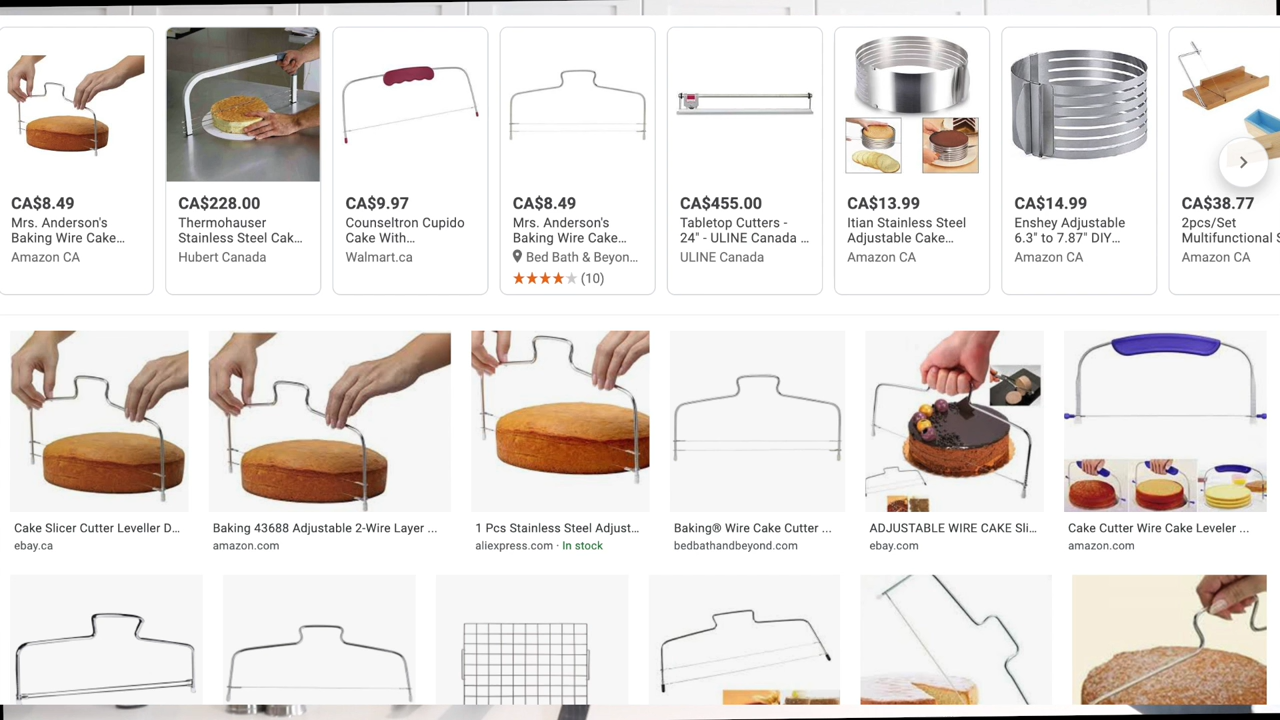 CA$8.49
Mrs. Anderson's
Baking Wire Cake...
Amazon CA
CA$228.00
Thermohauser
Stainless Steel Cak...
Hubert Canada
CA$9.97
Counseltron Cupido
Cake With...
Walmart.ca
CA$8.49
Mrs. Anderson's
Baking Wire Cake...
Bed Bath & Beyon...
(10)
CA$455.00
Tabletop Cutters -
24" - ULINE Canada ...
ULINE Canada
CA$13.99
Itian Stainless Steel
Adjustable Cake...
Amazon CA
CA$14.99
Enshey Adjustable
6.3" to 7.87" DIY...
Amazon CA
CA$38.77
2pcs/Set
Multifunctional S
Amazon CA
Cake Slicer Cutter Leveller D...
ebay.ca
Baking 43688 Adjustable 2-Wire Layer ...
amazon.com
1 Pcs Stainless Steel Adjust...
aliexpress.com · In stock
Baking® Wire Cake Cutter ...
bedbathandbeyond.com
ADJUSTABLE WIRE CAKE Sli...
ebay.com
Cake Cutter Wire Cake Leveler ...
amazon.com